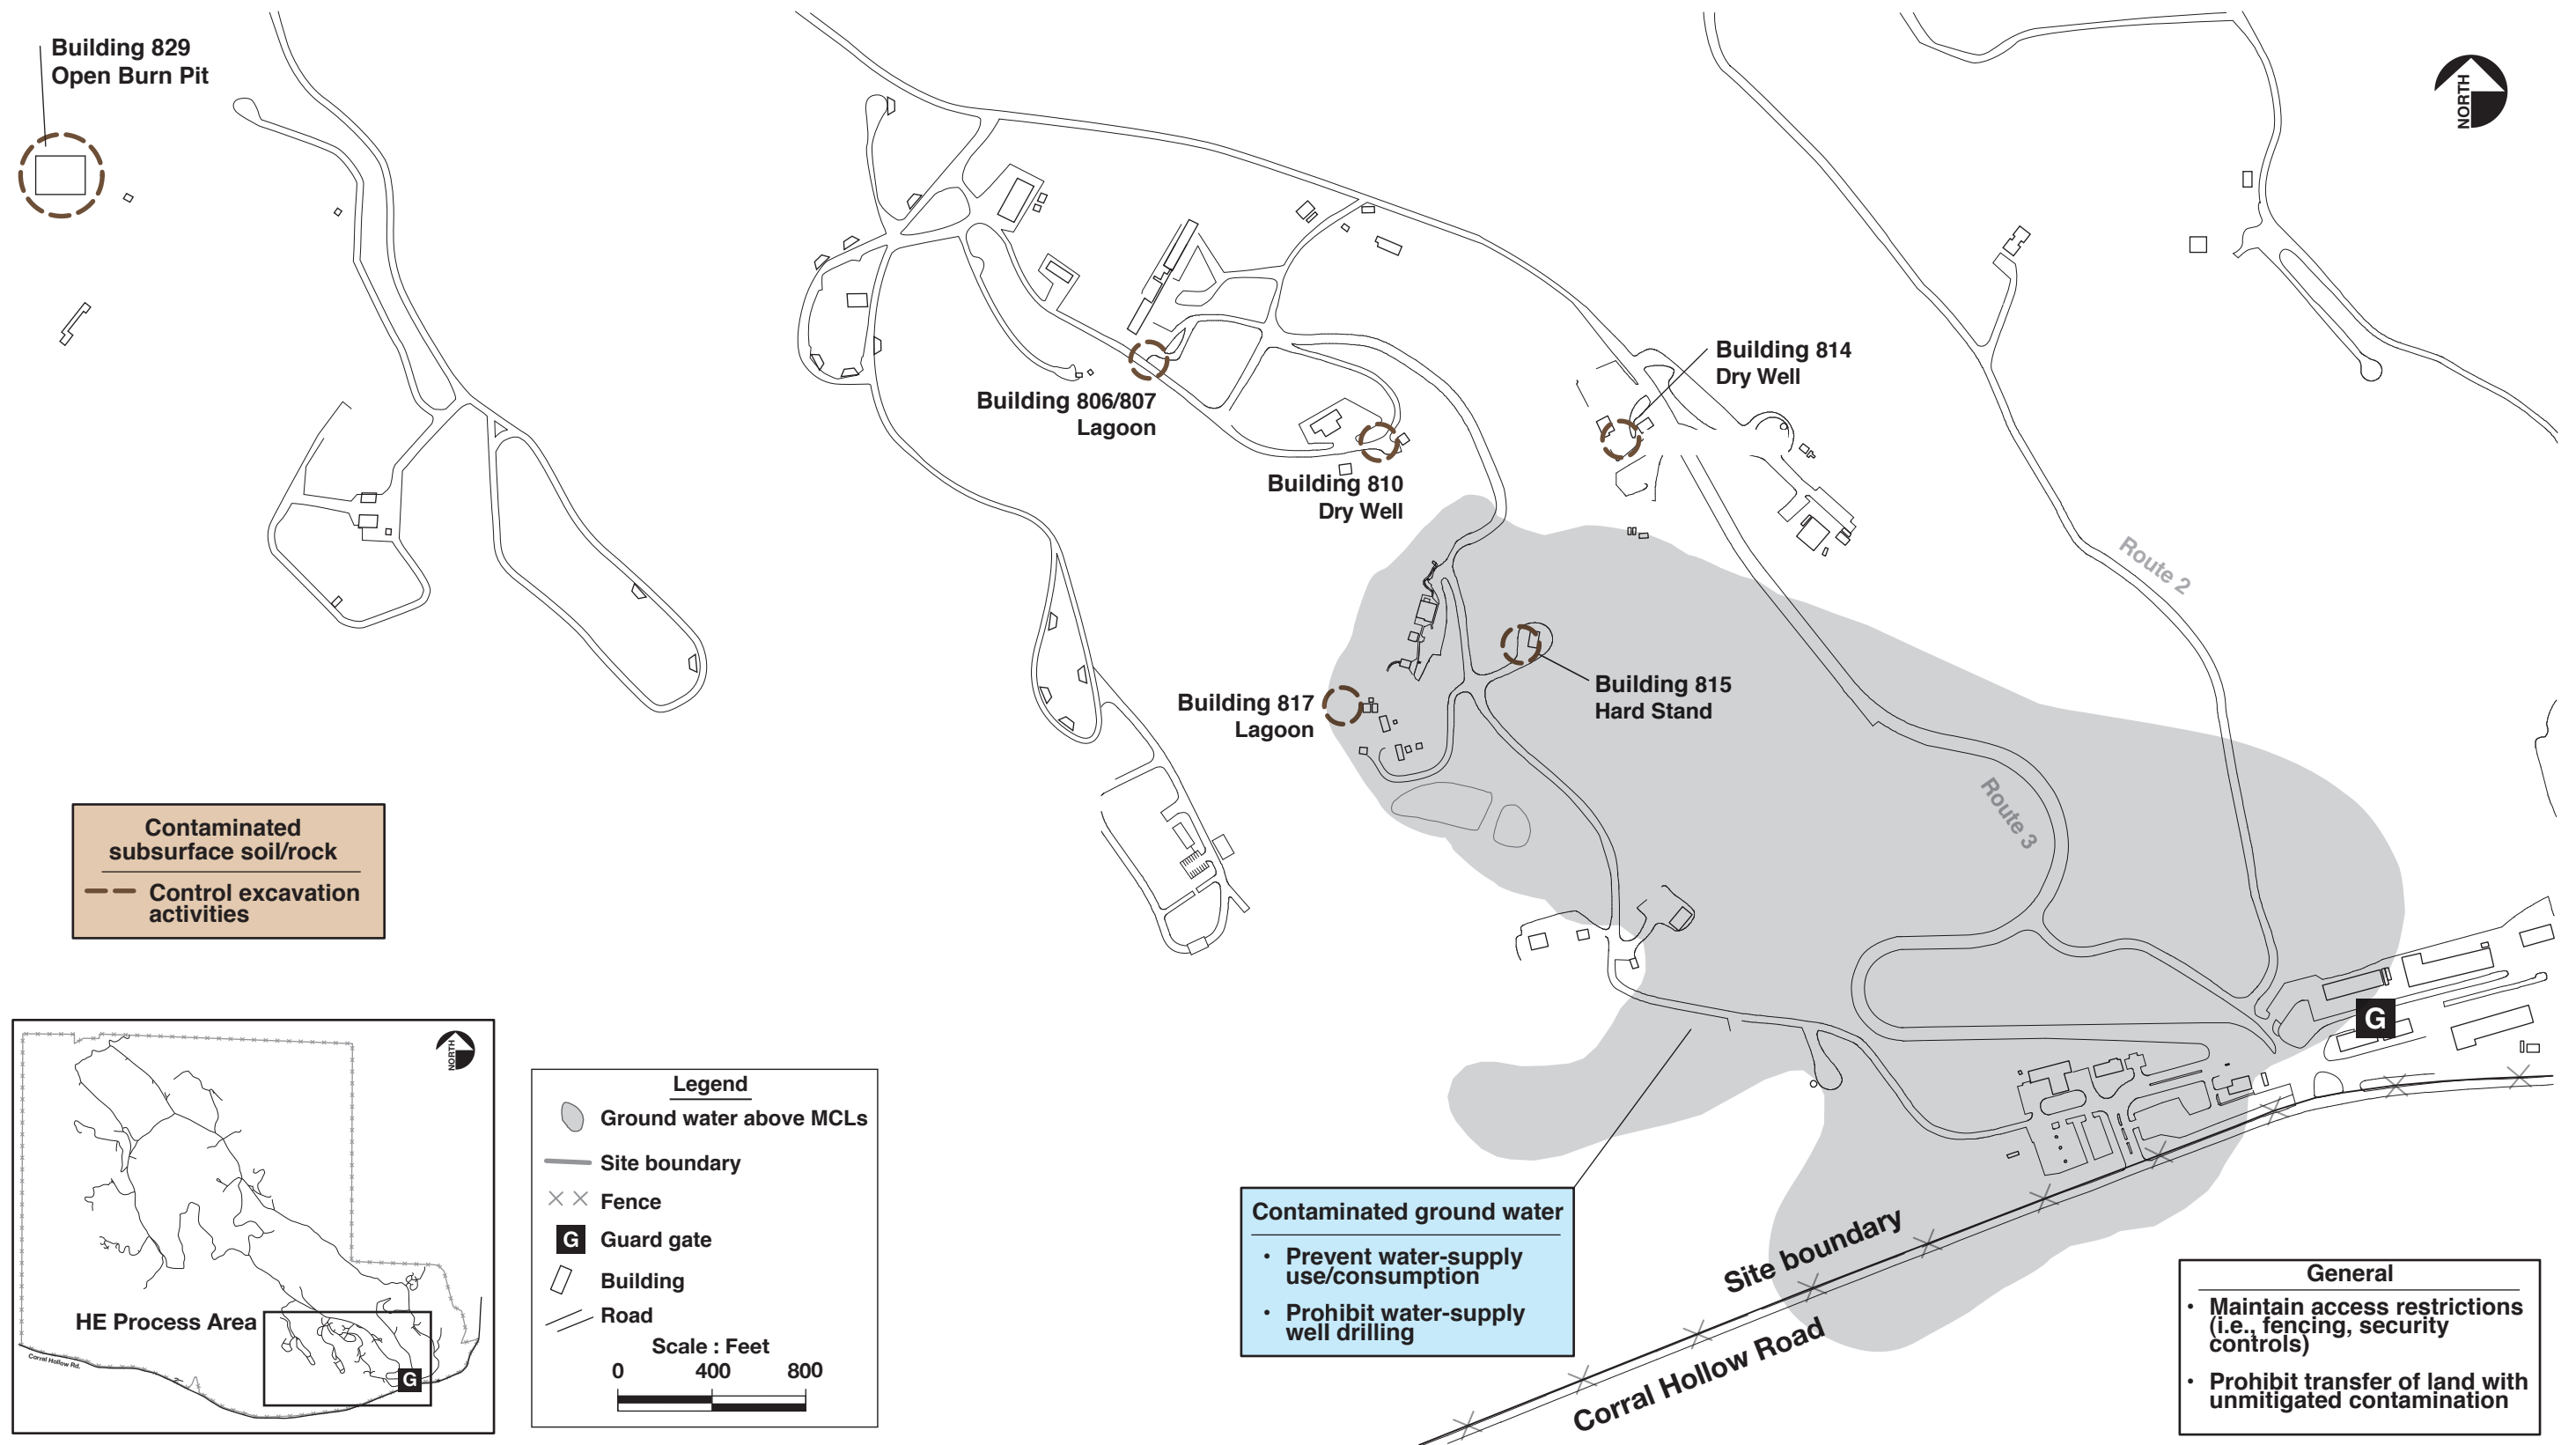 Building 829
Open Burn Pit
NORTH
Building 814
Dry Well
Building 806/807
Lagoon
Building 810
Dry Well
Route 2
Building 815
Hard Stand
Building 817
Lagoon
Route 3
Contaminated
subsurface soil/rock
Control excavation
activities
G
NORTH
HE Process Area
Corral Hollow Rd.
G
Legend
Ground water above MCLs
Site boundary
Fence
G Guard gate
Building
Road
Scale : Feet
0 400 800
Contaminated ground water
• Prevent water-supply
use/consumption
• Prohibit water-supply
well drilling
Site boundary
Corral Hollow Road
General
• Maintain access restrictions
(i.e., fencing, security
controls)
• Prohibit transfer of land with
unmitigated contamination